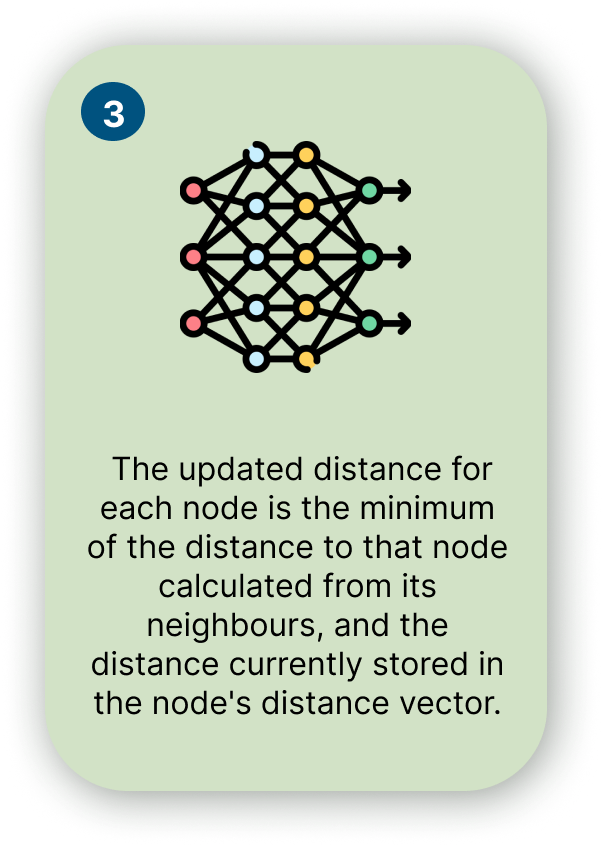 3
The updated distance for
each node is the minimum
of the distance to that node
calculated from its
neighbours, and the
distance currently stored in
the node's distance vector.